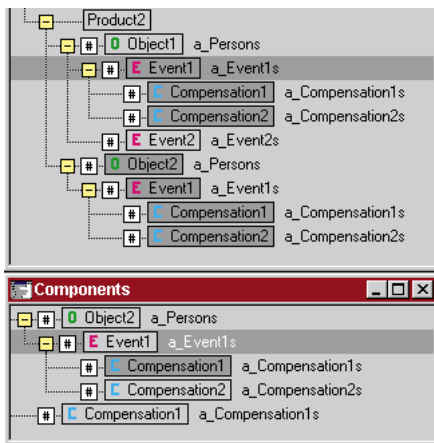 Product2
# O Object1 a_Persons
# E Event1 a_Event1s
# C Compensation1 a_Compensation1s
# C Compensation2 a_Compensation2s
# E Event2 a_Event2s
# O Object2 a_Persons
# E Event1 a_Event1s
# C Compensation1 a_Compensation1s
# C Compensation2 a_Compensation2s
Components
# O Object2 a_Persons
# E Event1 a_Event1s
# C Compensation1 a_Compensation1s
# C Compensation2 a_Compensation2s
# C Compensation1 a_Compensation1s